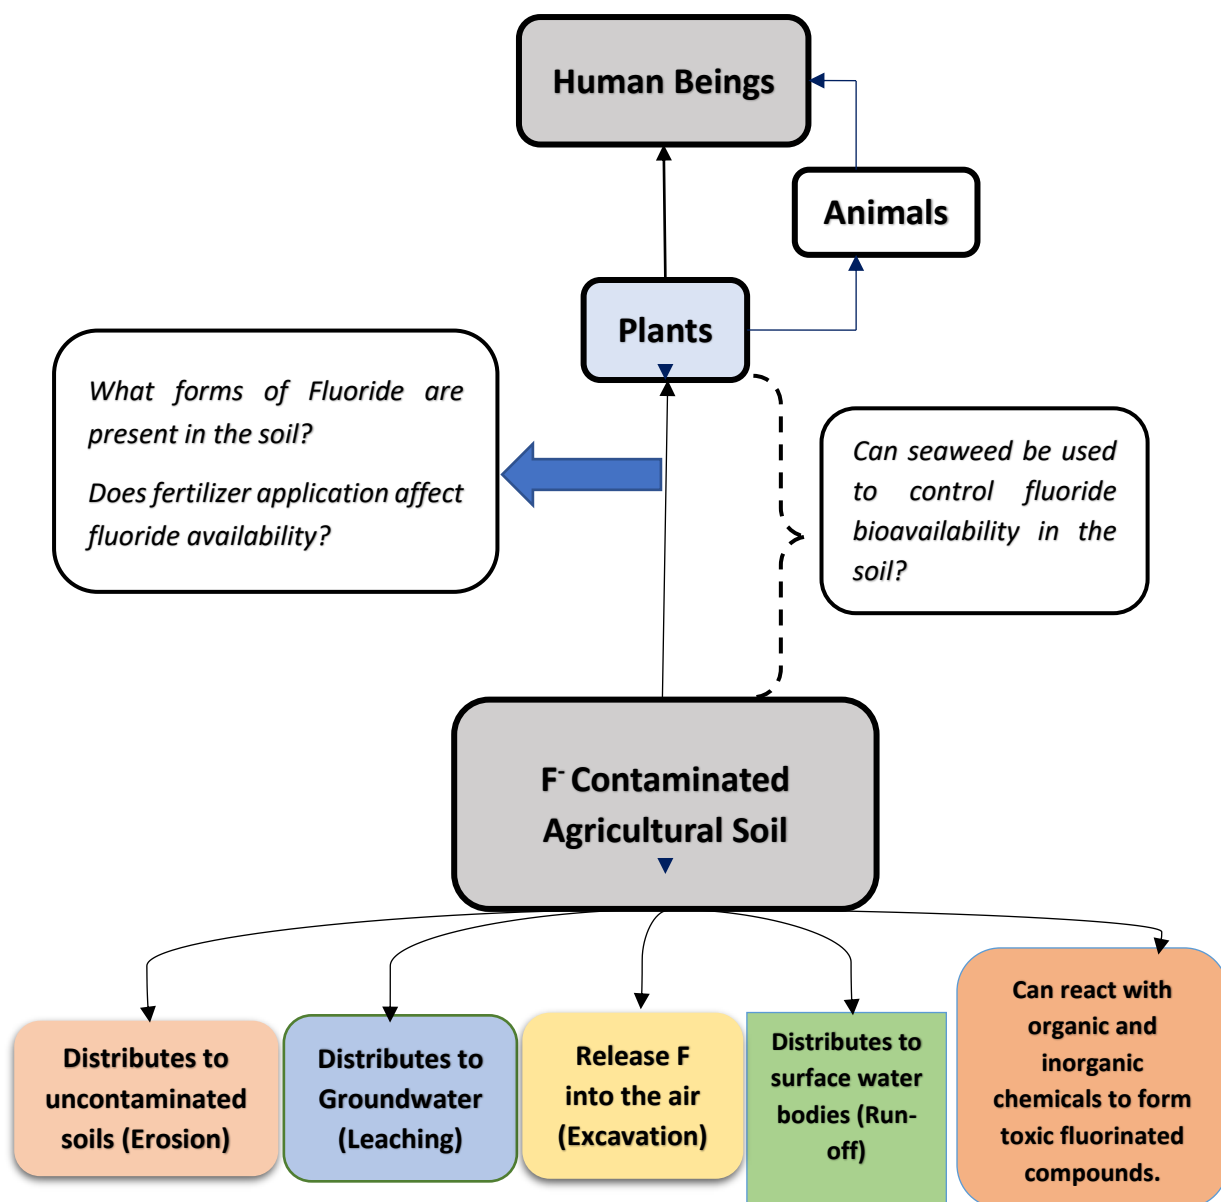 Human Beings
Animals
Plants
What forms of Fluoride are
present in the soil?
Does fertilizer application affect
fluoride availability?
Can seaweed be used
to control fluoride
bioavailability in the
soil?
F⁻ Contaminated
Agricultural Soil
Distributes to
uncontaminated
soils (Erosion)
Distributes to
Groundwater
(Leaching)
Release F
into the air
(Excavation)
Distributes to
surface water
bodies (Run-
off)
Can react with
organic and
inorganic
chemicals to form
toxic fluorinated
compounds.